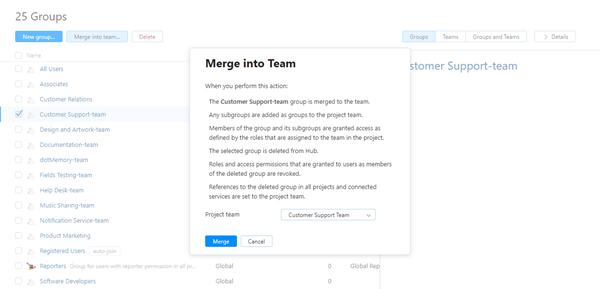 25 Groups
New group...
Merge into team...
Delete
Groups
Teams
Groups and Teams
Details
Name
All Users
Associates
Customer Relations
Customer Support-team
Design and Artwork-team
Documentation-team
dotMemory-team
Fields Testing-team
Help Desk-team
Music Sharing-team
Notification Service-team
Product Marketing
Registered Users auto-join
Reporters Group for users with reporter permission in all pr... Global 0 Global Rep
Software Developers Global 0
stomer Support-team
Merge into Team
When you perform this action:
The Customer Support-team group is merged to the team.
Any subgroups are added as groups to the project team.
Members of the group and its subgroups are granted access as
defined by the roles that are assigned to the team in the project.
The selected group is deleted from Hub.
Roles and access permissions that are granted to users as members
of the deleted group are revoked.
References to the deleted group in all projects and connected
services are set to the project team.
Project team
Customer Support Team
Merge
Cancel